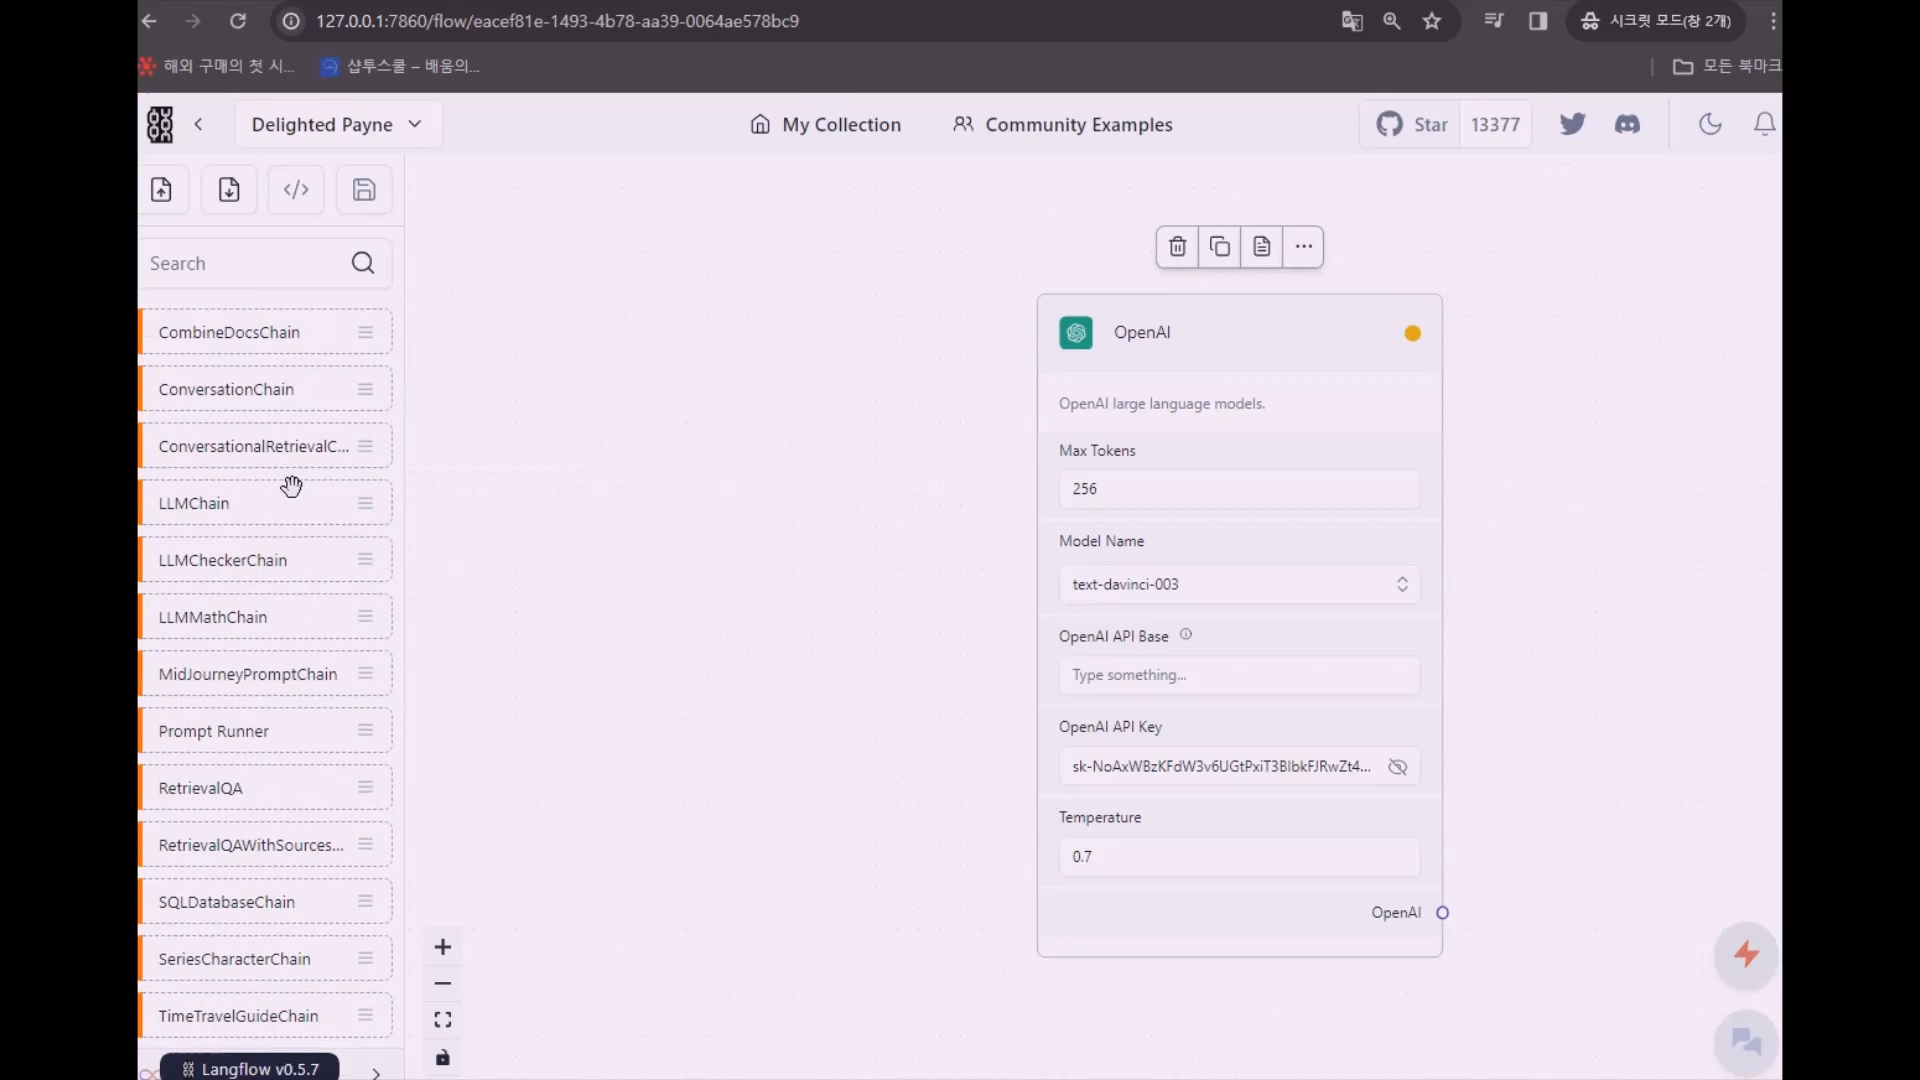 127.0.0.1:7860/flow/eacef81e-1493-4b78-aa39-0064ae578bc9
시크릿 모드(창 2개)
해외 구매의 첫 시...
샵투스쿨 – 배움의...
모든 북마크
Delighted Payne
My Collection
Community Examples
Star
13377
Search
CombineDocsChain
ConversationChain
ConversationalRetrievalC...
LLMChain
LLMCheckerChain
LLMMathChain
MidJourneyPromptChain
Prompt Runner
RetrievalQA
RetrievalQAWithSources...
SQLDatabaseChain
SeriesCharacterChain
TimeTravelGuideChain
Langflow v0.5.7
OpenAI
OpenAI large language models.
Max Tokens
256
Model Name
text-davinci-003
OpenAI API Base
Type something...
OpenAI API Key
Temperature
0.7
OpenAI